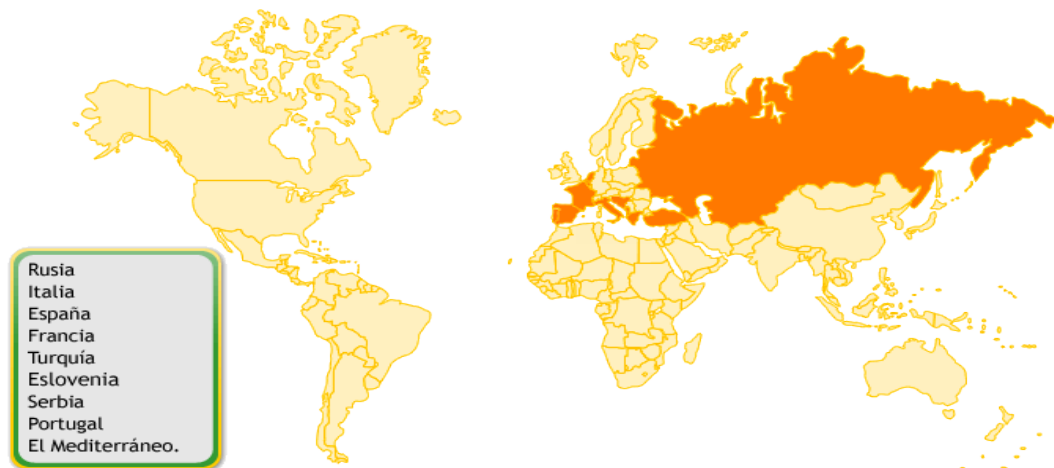 Rusia
Italia
España
Francia
Turquía
Eslovenia
Serbia
Portugal
El Mediterráneo.